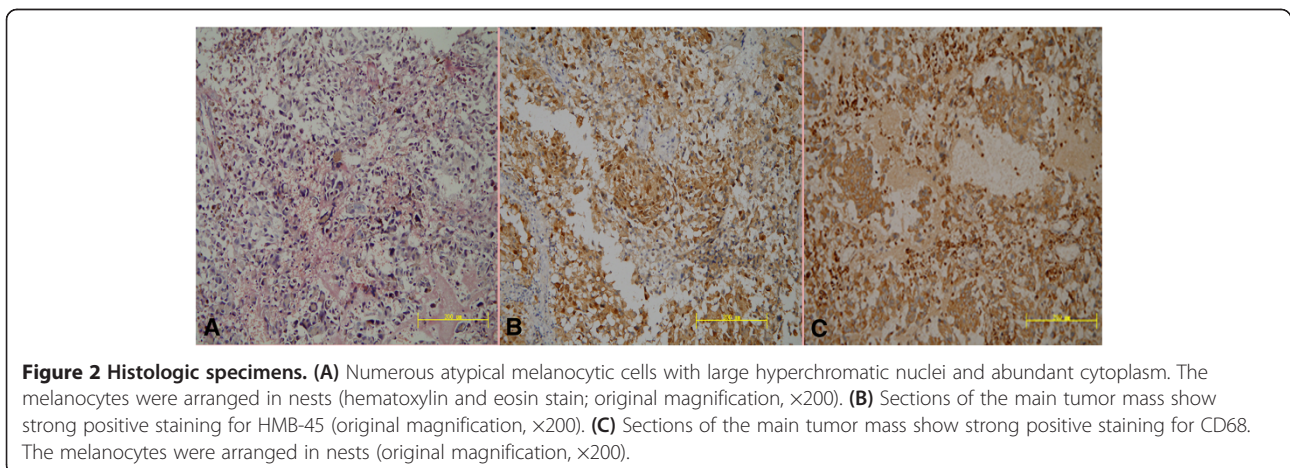 A
B
C
200 µm
Figure 2 Histologic specimens. (A) Numerous atypical melanocytic cells with large hyperchromatic nuclei and abundant cytoplasm. The
melanocytes were arranged in nests (hematoxylin and eosin stain; original magnification, ×200). (B) Sections of the main tumor mass show
strong positive staining for HMB-45 (original magnification, ×200). (C) Sections of the main tumor mass show strong positive staining for CD68.
The melanocytes were arranged in nests (original magnification, ×200).